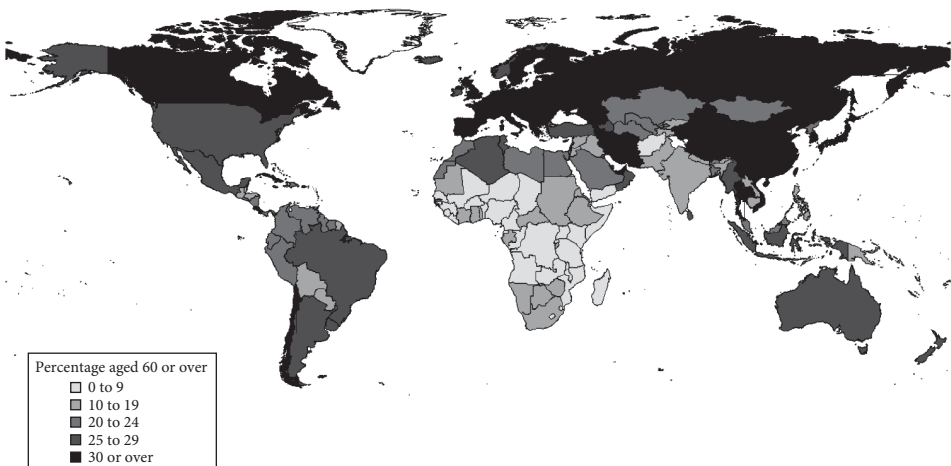 Percentage aged 60 or over
0 to 9
10 to 19
20 to 24
25 to 29
30 or over